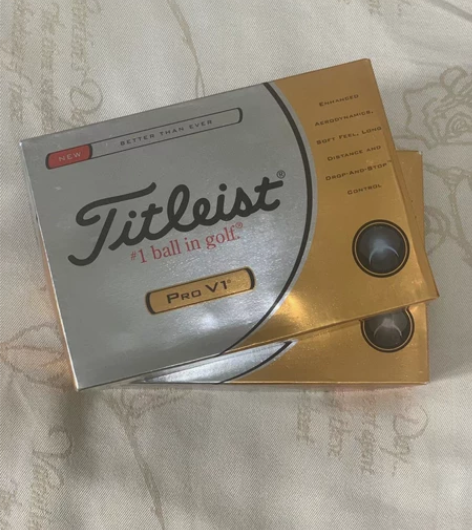 NEW
BETTER THAN EVER
Titleist®
#1 ball in golf.®
PRO V1®
ENHANCED
AERODYNAMICS,
SOFT FEEL, LONG
DISTANCE AND
DROP-AND-STOP™
CONTROL